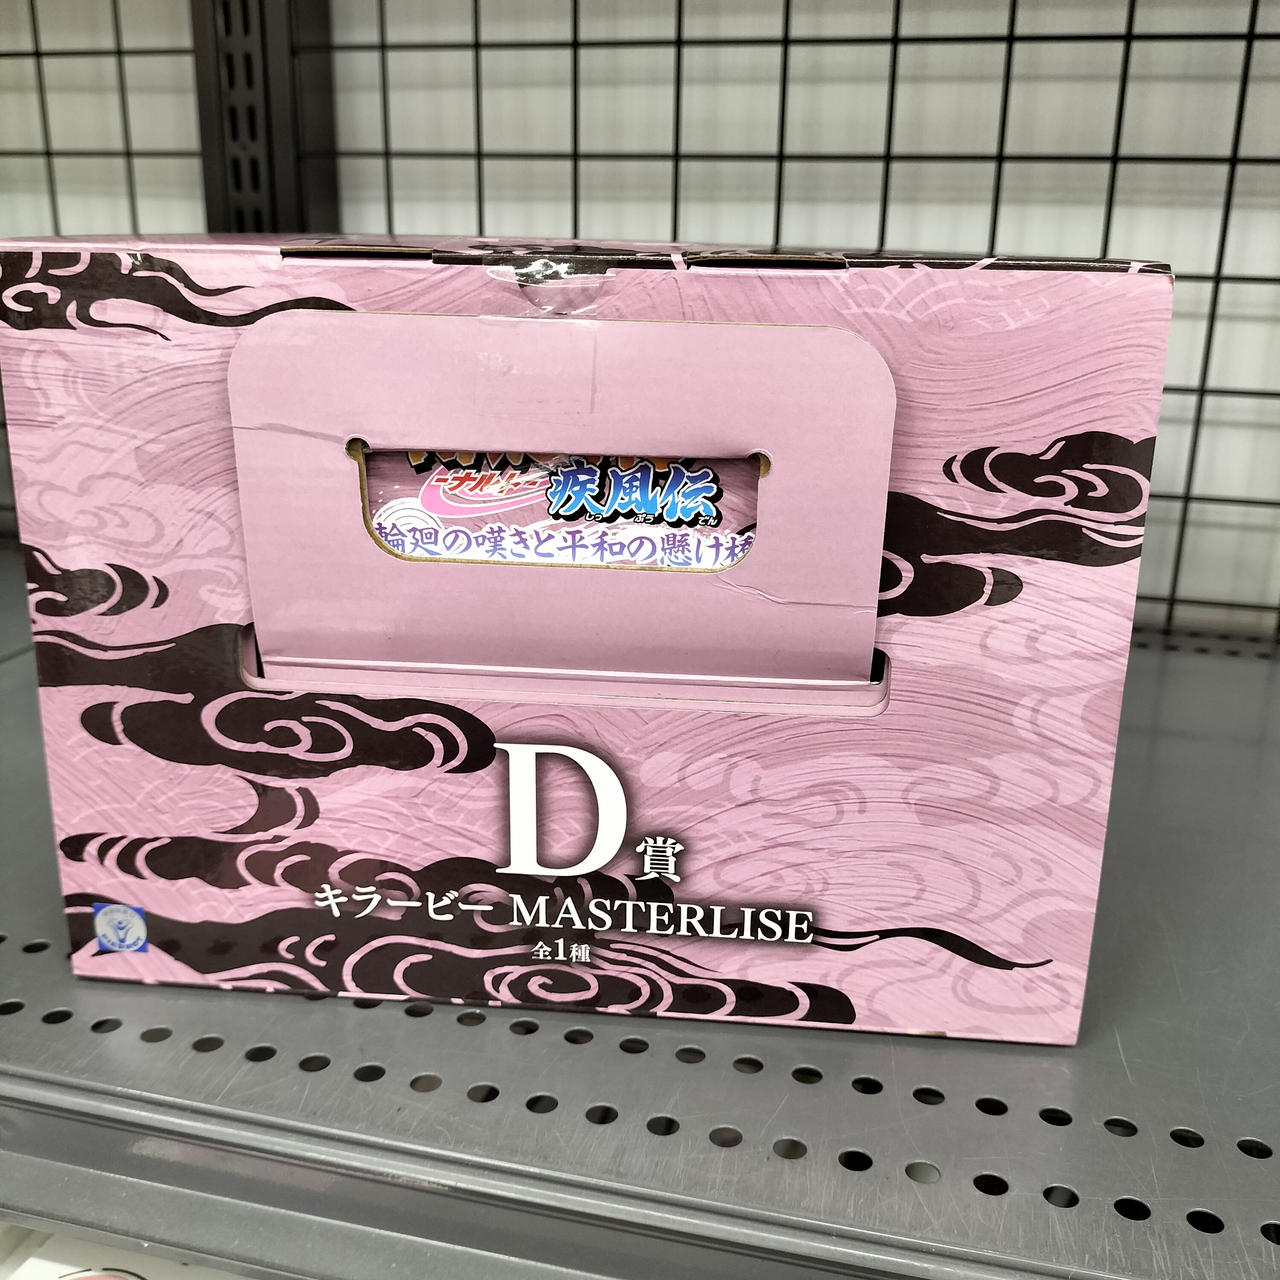 ーナルトー 疾風伝
しっ ぷう でん
輪廻の嘆きと平和の懸け橋
D賞
キラービー MASTERLISE
全1種